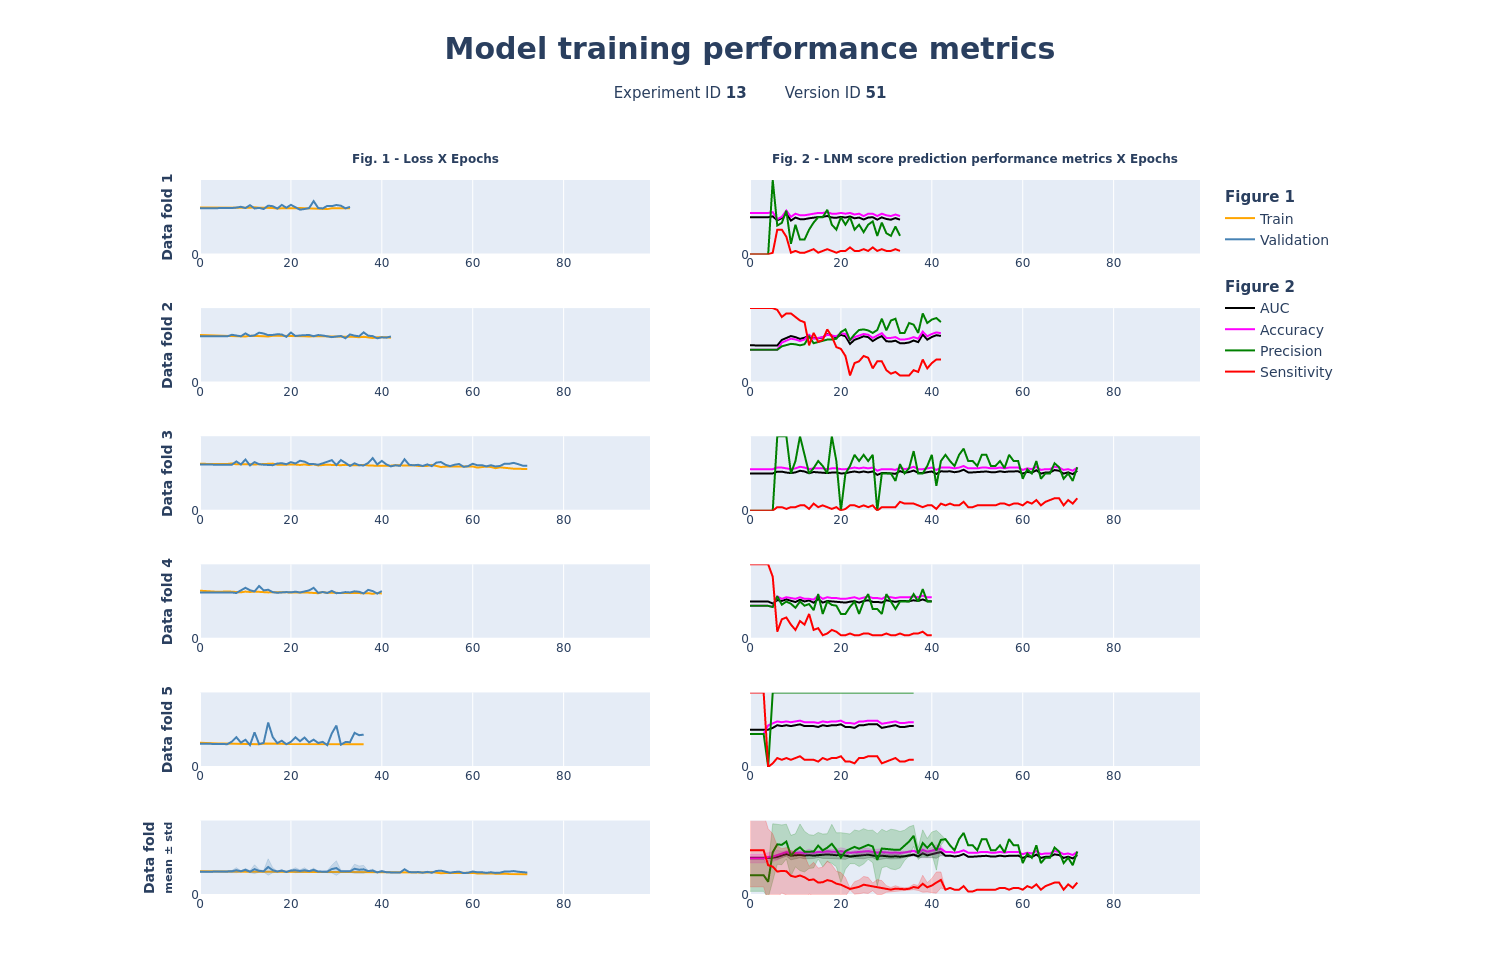 Model training performance metrics
Experiment ID 13 Version ID 51
Fig. 1 - Loss X Epochs
Fig. 2 - LNM score prediction performance metrics X Epochs
Data fold 1
0
0 20 40 60 80
0
0 20 40 60 80
Figure 1
Train
Validation
Figure 2
AUC
Accuracy
Precision
Sensitivity
Data fold 2
0
0 20 40 60 80
0
0 20 40 60 80
Data fold 3
0
0 20 40 60 80
0
0 20 40 60 80
Data fold 4
0
0 20 40 60 80
0
0 20 40 60 80
Data fold 5
0
0 20 40 60 80
0
0 20 40 60 80
Data fold
mean ± std
0
0 20 40 60 80
0
0 20 40 60 80